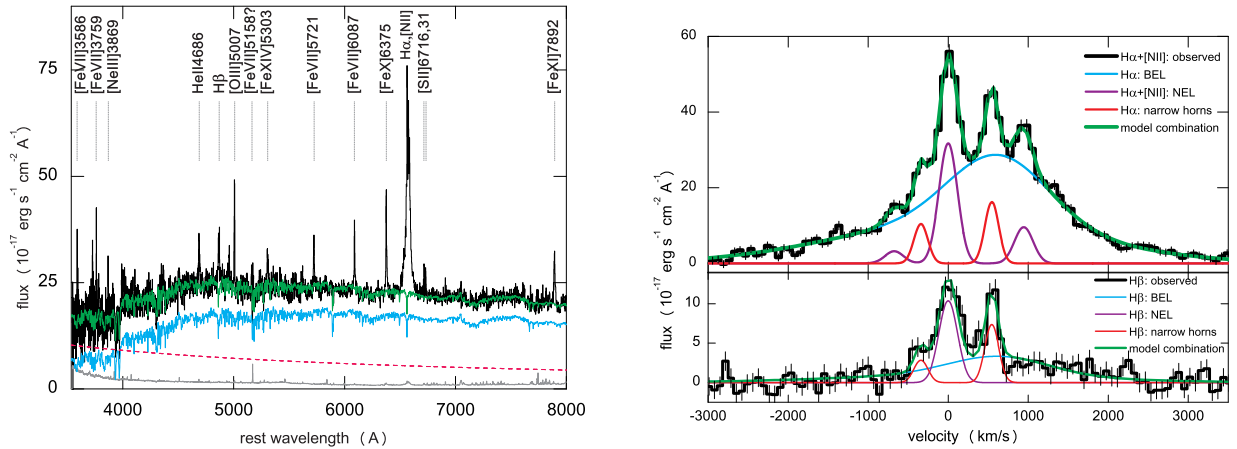 [FeVII]3586
[FeVII]3759
[NeIII]3869
HeII4686
Hβ
[OIII]5007
[FeVII]5158?
[FeXIV]5303
[FeVII]5721
[FeVII]6087
[FeX]6375
Hα,[NII]
[SII]6716,31
[FeXI]7892
75
50
25
0
flux (10⁻¹⁷ erg s⁻¹ cm⁻² A⁻¹)
4000 5000 6000 7000 8000
rest wavelength (A)
60
40
20
0
Hα+[NII]: observed
Hα: BEL
Hα+[NII]: NEL
Hα: narrow horns
model combination
10
5
0
Hβ: observed
Hβ: BEL
Hβ: NEL
Hβ: narrow horns
model combination
flux (10⁻¹⁷ erg s⁻¹ cm⁻² A⁻¹)
-3000 -2000 -1000 0 1000 2000 3000
velocity (km/s)